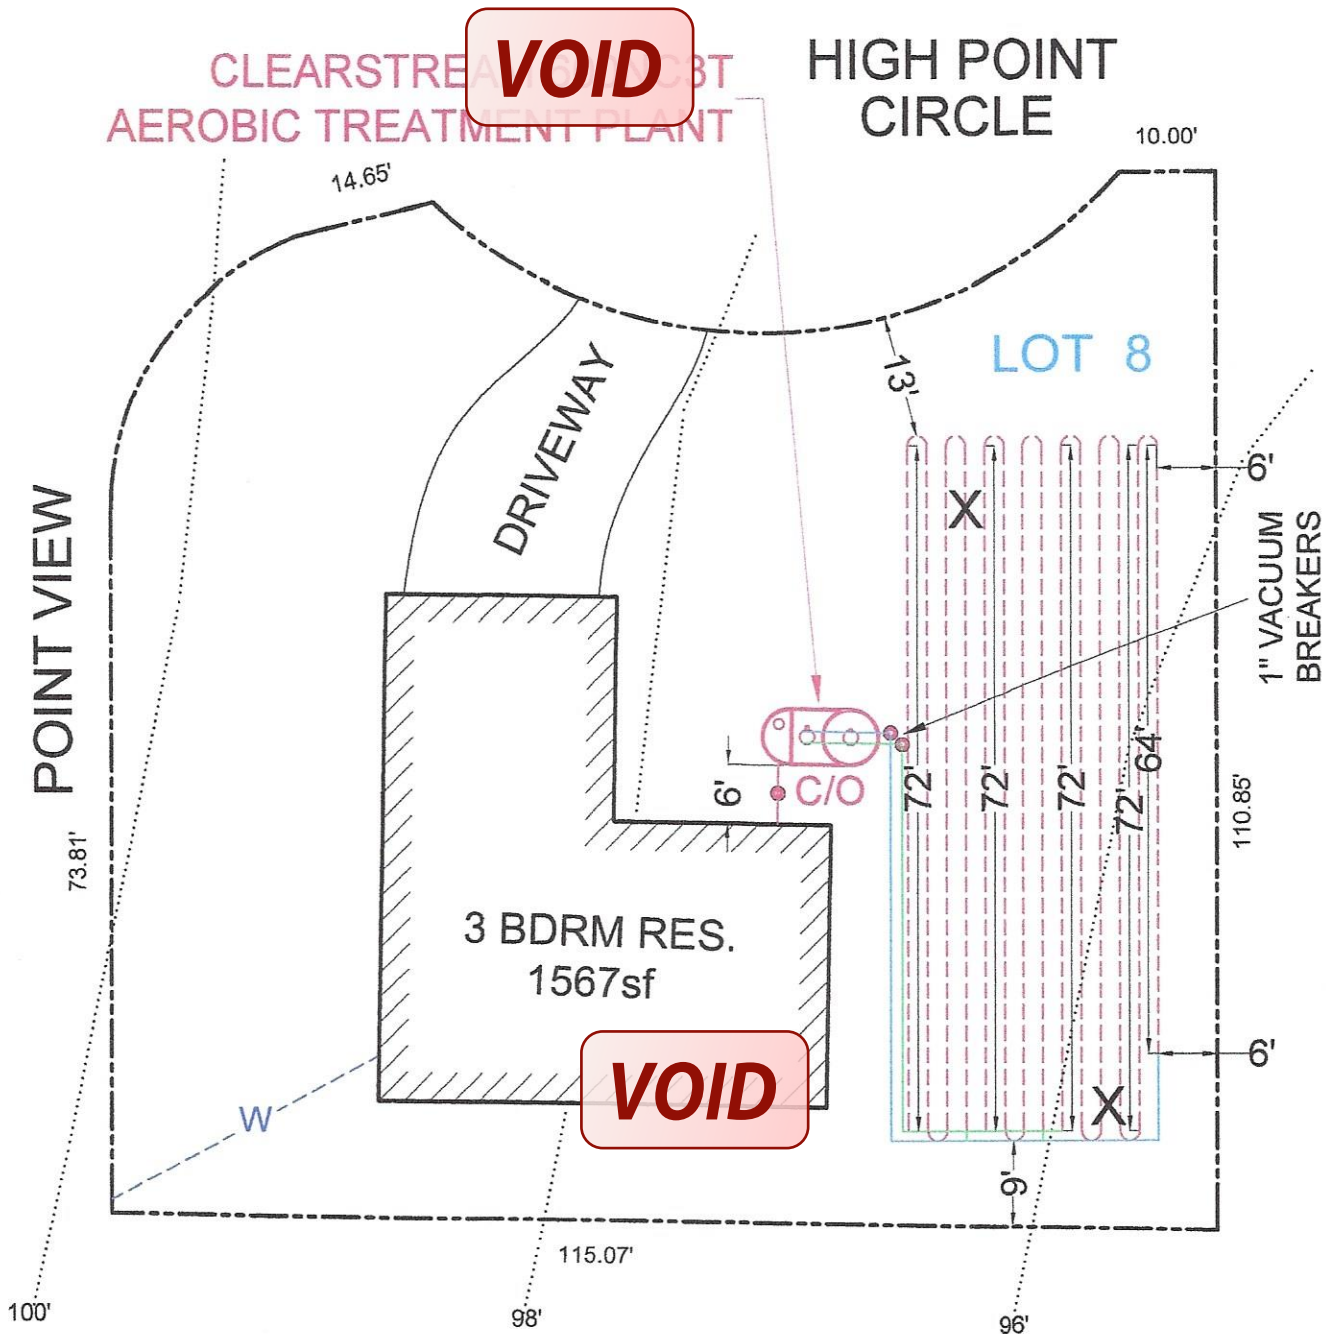 VOID
CLEARSTREA C3T
AEROBIC TREATMENT PLANT
HIGH POINT
CIRCLE
10.00'
14.65'
LOT 8
13'
DRIVEWAY
6'
X
POINT VIEW
1" VACUUM
BREAKERS
6'
C/O
72'
72'
72'
72'
64'
110.85'
73.81'
3 BDRM RES.
1567sf
VOID
6'
X
W
9'
115.07'
100'
98'
96'